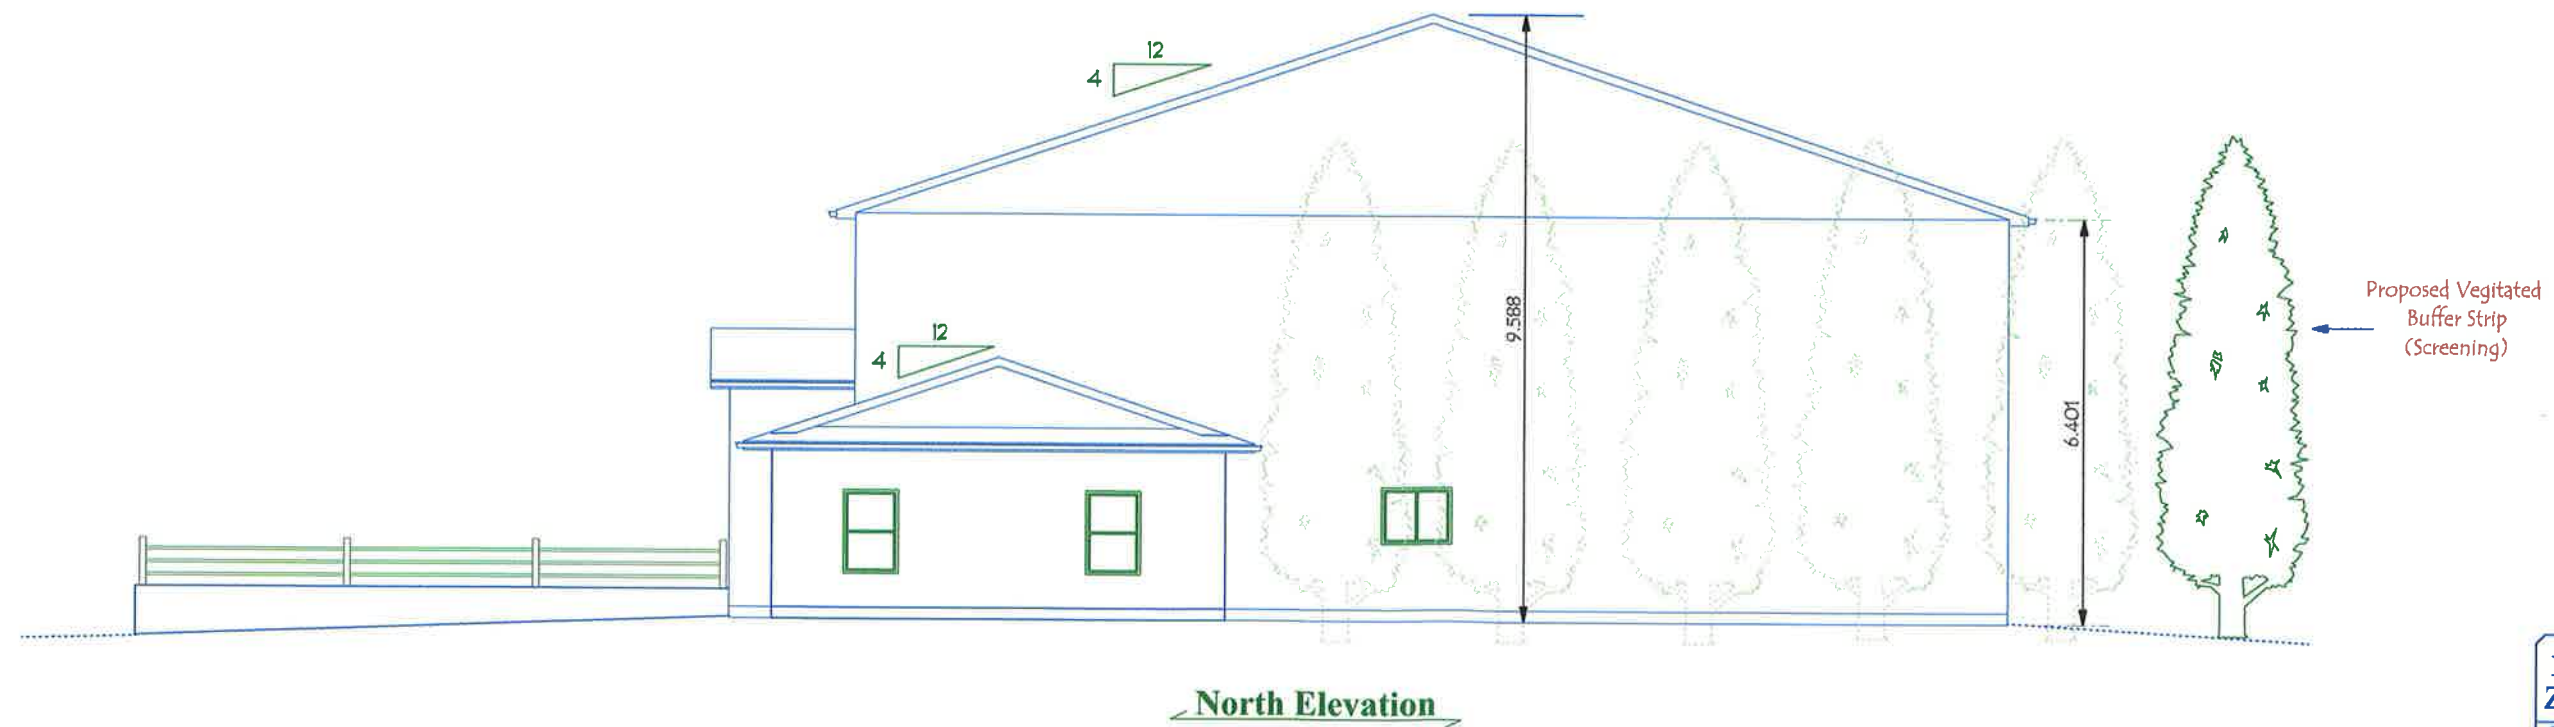 12
4
12
4
9.588
6.401
Proposed Vegitated
Buffer Strip
(Screening)
North Elevation